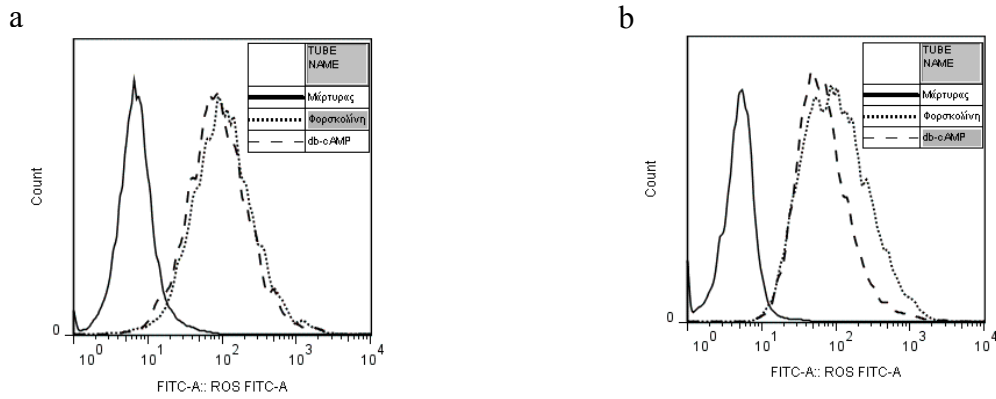 a
TUBE
NAME
Μάρτυρας
Φορσκολίνη
db-cAMP
Count
0
10^0 10^1 10^2 10^3 10^4
FITC-A:: ROS FITC-A
b
TUBE
NAME
Μάρτυρας
Φορσκολίνη
db-cAMP
Count
0
10^0 10^1 10^2 10^3 10^4
FITC-A:: ROS FITC-A